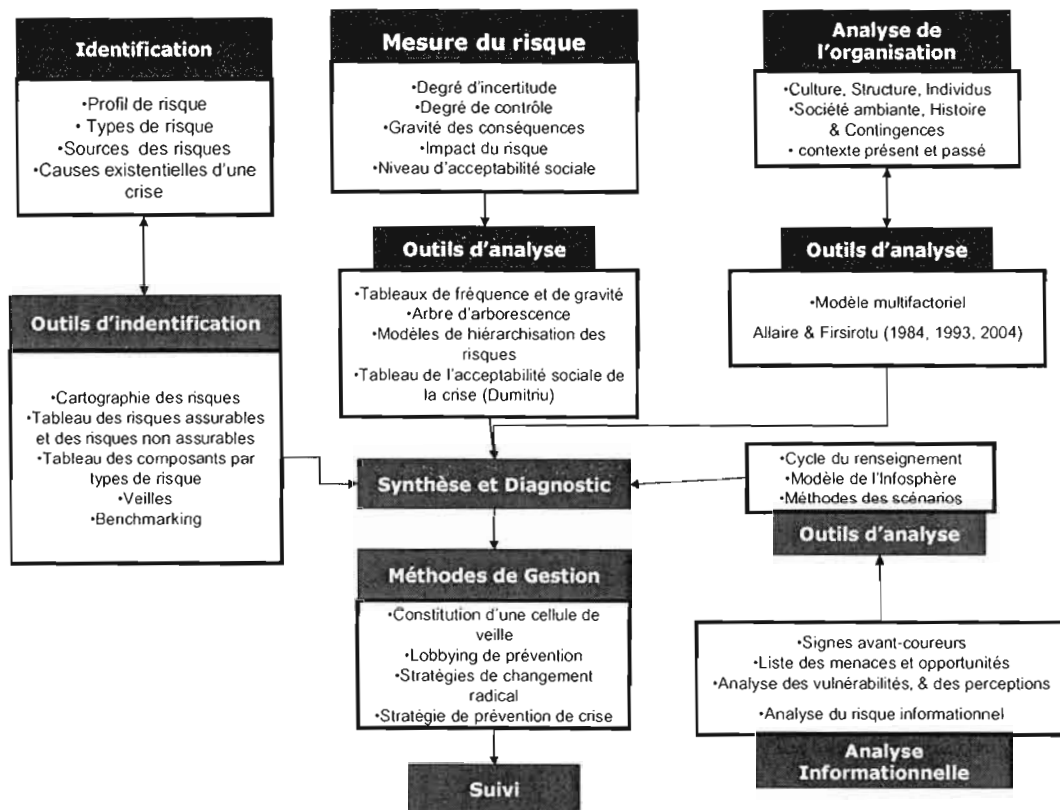 Identification
•Profil de risque
• Types de risque
•Sources des risques
•Causes existentielles d'une
crise
Outils d'indentification
•Cartographie des risques
•Tableau des risques assurables
et des risques non assurables
•Tableau des composants par
types de risque
•Veilles
•Benchmarking
Mesure du risque
•Degré d'incertitude
•Degré de contrôle
•Gravité des conséquences
•Impact du risque
•Niveau d'acceptabilité sociale
Outils d'analyse
•Tableaux de fréquence et de gravité
•Arbre d'arborescence
•Modèles de hiérarchisation des
risques
•Tableau de l'acceptabilité sociale de
la crise (Dumitriu)
Analyse de
l'organisation
•Culture, Structure, Individus
•Société ambiante, Histoire
& Contingences
• contexte présent et passé
Outils d'analyse
•Modèle multifactoriel
Allaire & Firsirotu (1984, 1993, 2004)
Synthèse et Diagnostic
•Cycle du renseignement
•Modèle de l'Infosphère
•Méthodes des scénarios
Outils d'analyse
Méthodes de Gestion
•Constitution d'une cellule de
veille
•Lobbying de prévention
•Stratégies de changement
radical
•Stratégie de prévention de crise
•Signes avant-coureurs
•Liste des menaces et opportunités
•Analyse des vulnérabilités, & des perceptions
•Analyse du risque informationnel
Analyse
Informationnelle
Suivi